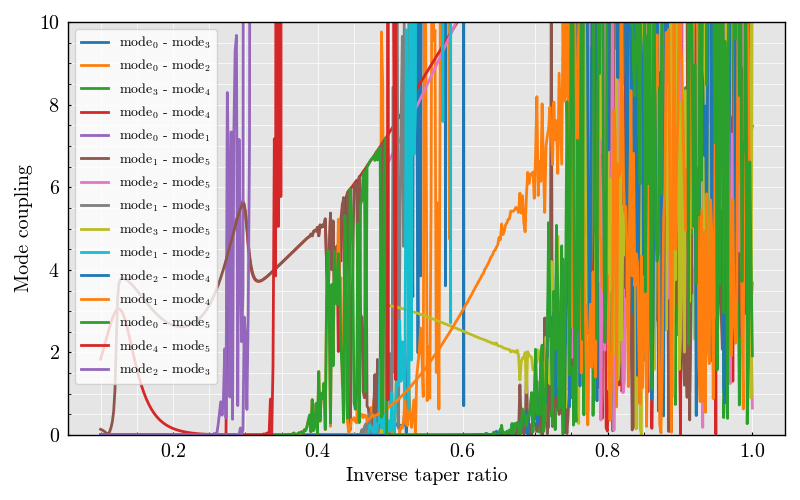 10
8
6
4
2
0
Mode coupling
mode₀ - mode₃
mode₀ - mode₂
mode₃ - mode₄
mode₀ - mode₄
mode₀ - mode₁
mode₁ - mode₅
mode₂ - mode₅
mode₁ - mode₃
mode₃ - mode₅
mode₁ - mode₂
mode₂ - mode₄
mode₁ - mode₄
mode₀ - mode₅
mode₄ - mode₅
mode₂ - mode₃
0.2 0.4 0.6 0.8 1.0
Inverse taper ratio